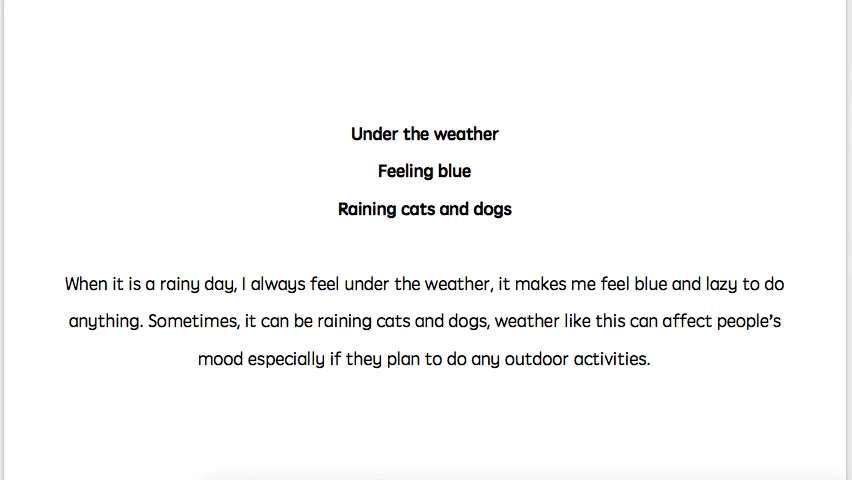 Under the weather
Feeling blue
Raining cats and dogs
When it is a rainy day, I always feel under the weather, it makes me feel blue and lazy to do
anything. Sometimes, it can be raining cats and dogs, weather like this can affect people's
mood especially if they plan to do any outdoor activities.